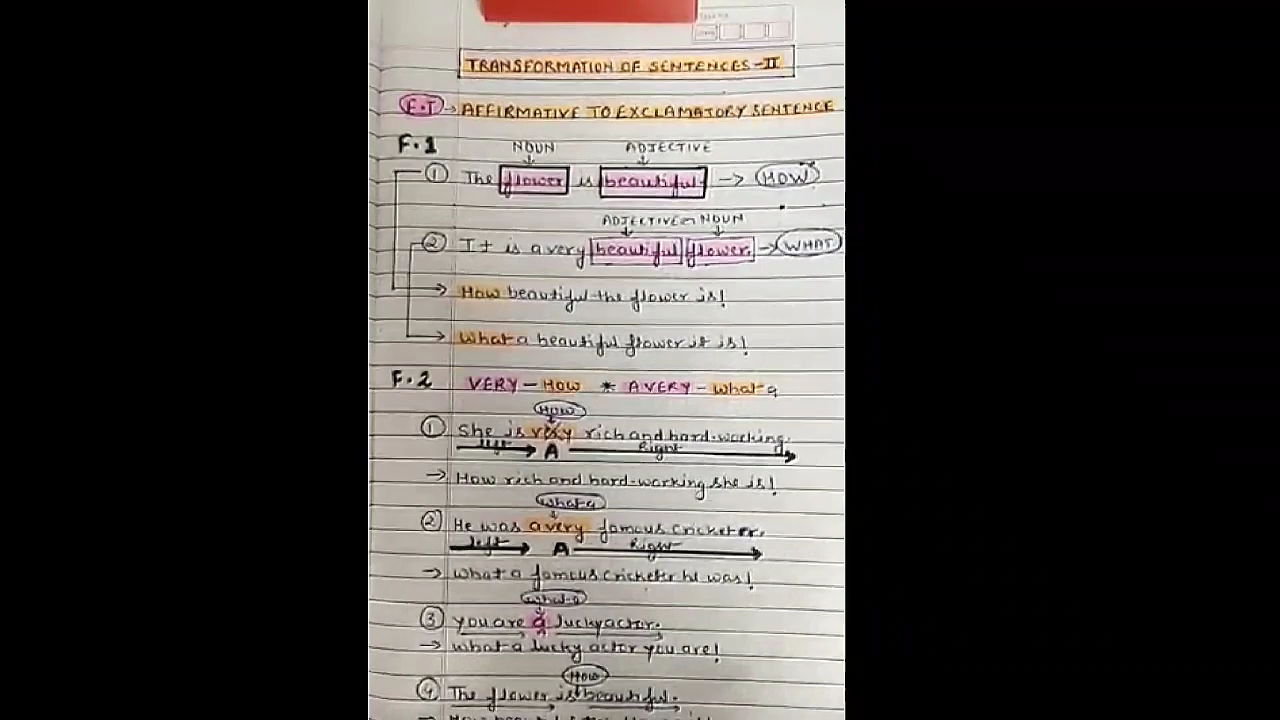 TRANSFORMATION OF SENTENCES-II
F.T → AFFIRMATIVE TO EXCLAMATORY SENTENCE
F.1
NOUN ADJECTIVE
① The flower is beautiful. → HOW
ADJECTIVE NOUN
② It is a very beautiful flower. → WHAT
→ How beautiful the flower is!
→ What a beautiful flower it is!
F.2 VERY - HOW * A VERY - what a
How
① She is very rich and hard-working.
left A Right
→ How rich and hard-working she is!
what a
② He was a very famous cricketer.
left A Right
→ what a famous cricketer he was!
what a
③ you are a lucky actor.
→ what a lucky actor you are!
How
④ The flower is beautiful.